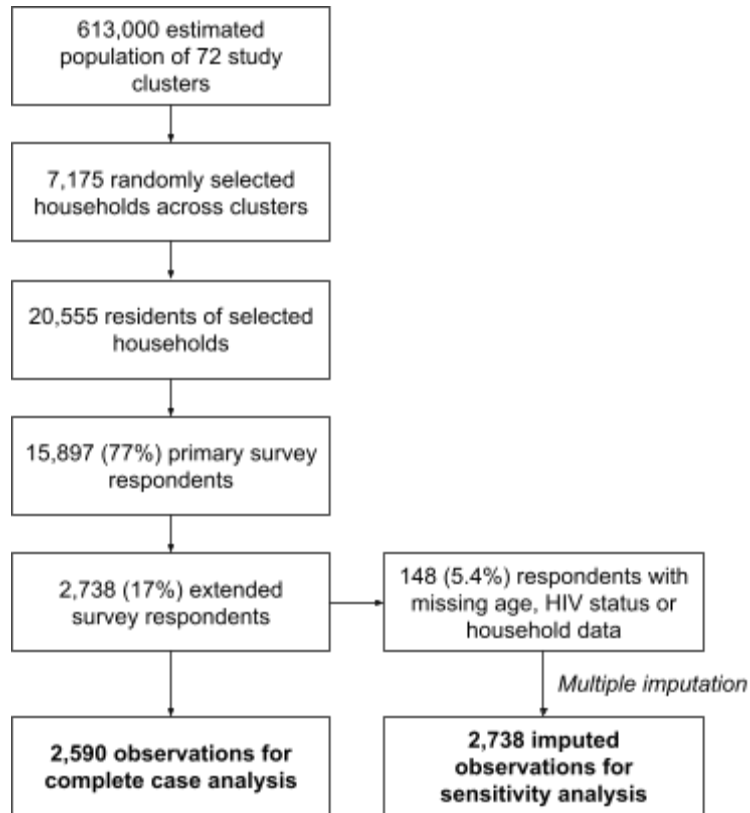 613,000 estimated
population of 72 study
clusters
7,175 randomly selected
households across clusters
20,555 residents of selected
households
15,897 (77%) primary survey
respondents
2,738 (17%) extended
survey respondents
148 (5.4%) respondents with
missing age, HIV status or
household data
Multiple imputation
2,590 observations for
complete case analysis
2,738 imputed
observations for
sensitivity analysis